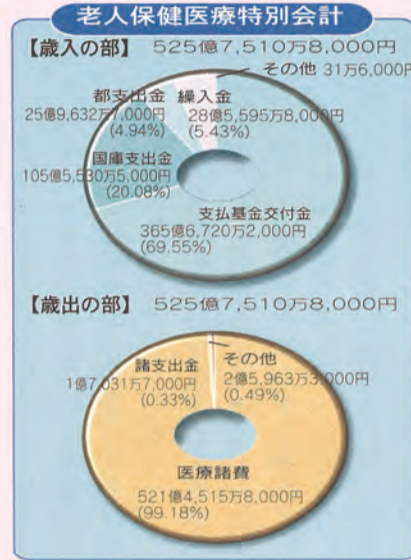 老人保健医療特別会計
【歳入の部】 525億7,510万8,000円
その他 31万6,000円
都支出金
25億9,632万7,000円
(4.94%)
繰入金
28億5,595万8,000円
(5.43%)
国庫支出金
105億5,530万5,000円
(20.08%)
支払基金交付金
365億6,720万2,000円
(69.55%)
【歳出の部】 525億7,510万8,000円
諸支出金
1億7,031万7,000円
(0.33%)
その他
2億5,963万3,000円
(0.49%)
医療諸費
521億4,515万8,000円
(99.18%)